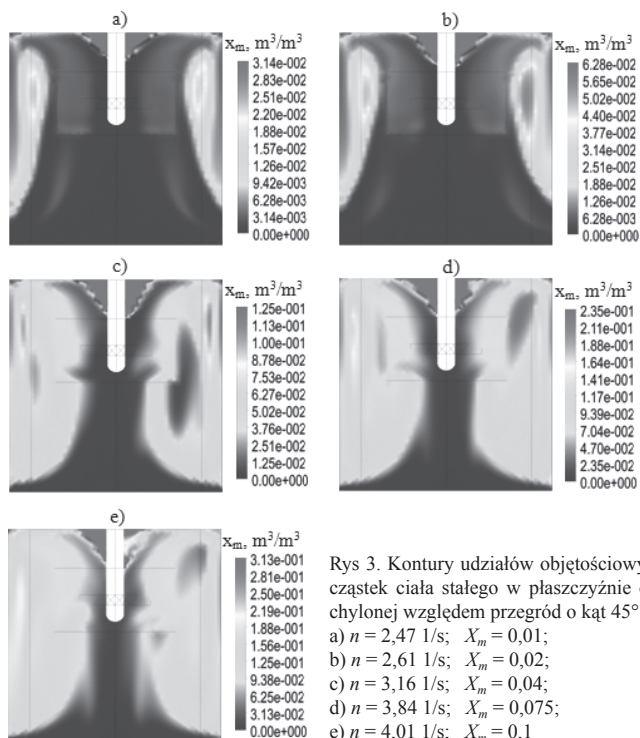 a)
x_m, m³/m³
3.14e-002
2.83e-002
2.51e-002
2.20e-002
1.88e-002
1.57e-002
1.26e-002
9.42e-003
6.28e-003
3.14e-003
0.00e+000
b)
x_m, m³/m³
6.28e-002
5.65e-002
5.02e-002
4.40e-002
3.77e-002
3.14e-002
2.51e-002
1.88e-002
1.26e-002
6.28e-003
0.00e+000
c)
x_m, m³/m³
1.25e-001
1.13e-001
1.00e-001
8.78e-002
7.53e-002
6.27e-002
5.02e-002
3.76e-002
2.51e-002
1.25e-002
0.00e+000
d)
x_m, m³/m³
2.35e-001
2.11e-001
1.88e-001
1.64e-001
1.41e-001
1.17e-001
9.39e-002
7.04e-002
4.70e-002
2.35e-002
0.00e+000
e)
x_m, m³/m³
3.13e-001
2.81e-001
2.50e-001
2.19e-001
1.88e-001
1.56e-001
1.25e-001
9.38e-002
6.25e-002
3.13e-002
0.00e+000
Rys 3. Kontury udziałów objętościowy
cząstek ciała stałego w płaszczyźnie
chylonej względem przegród o kąt 45°
a) n = 2,47 1/s; X_m = 0,01;
b) n = 2,61 1/s; X_m = 0,02;
c) n = 3,16 1/s; X_m = 0,04;
d) n = 3,84 1/s; X_m = 0,075;
e) n = 4,01 1/s; X_m = 0,1